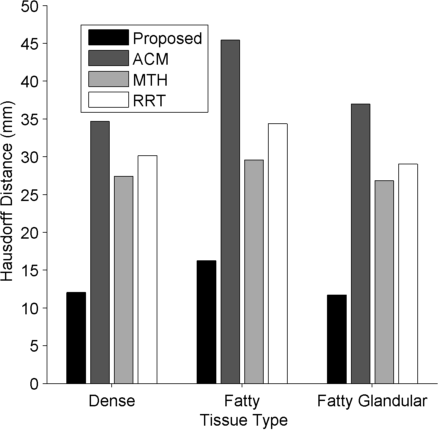 50
45
40
35
30
25
20
15
10
5
0
Hausdorff Distance (mm)
Proposed
ACM
MTH
RRT
Dense
Fatty
Fatty Glandular
Tissue Type